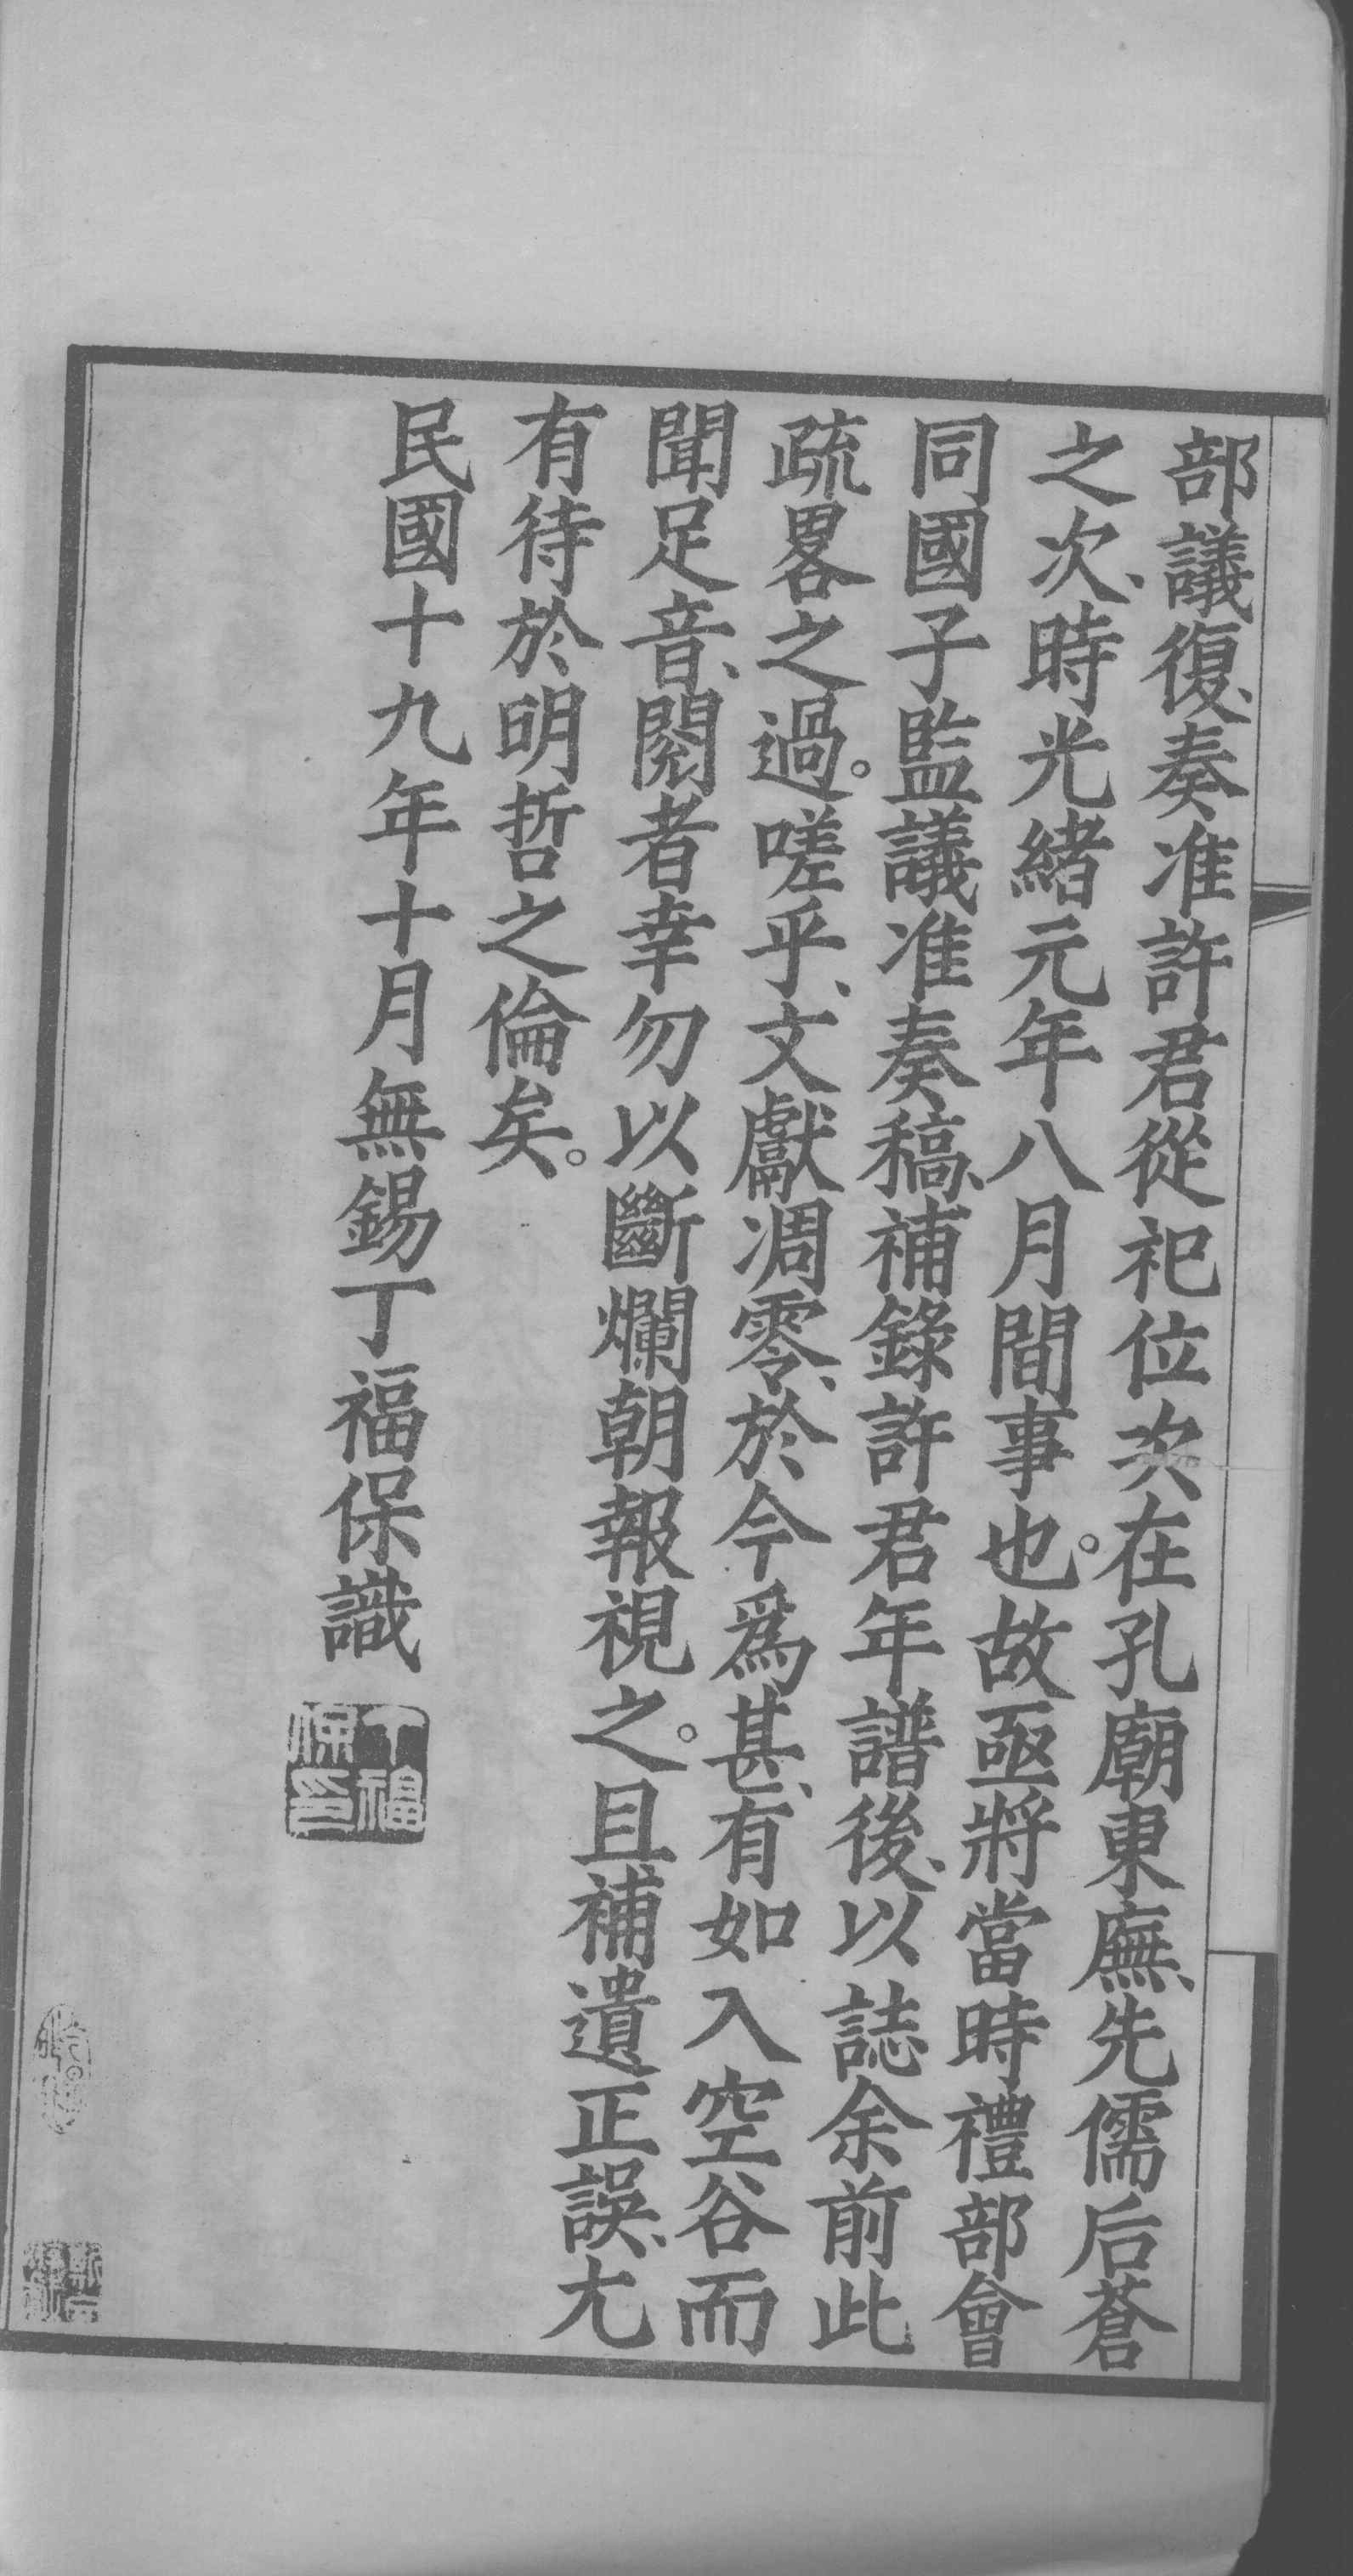 部議復、奏准許君從祀位次在孔廟東廡、先儒后蒼
之次、時光緒元年八月間事也。故亟將當時禮部會
同國子監議准奏稿、補錄許君年譜後、以誌余前此
疏畧之過。嗟乎、文獻凋零、於今爲甚、有如入空谷而
聞足音、閱者幸勿以斷爛朝報視之。且補遺正誤、尢
有待於明哲之倫矣。
民國十九年十月無錫丁福保識
丁福
保印